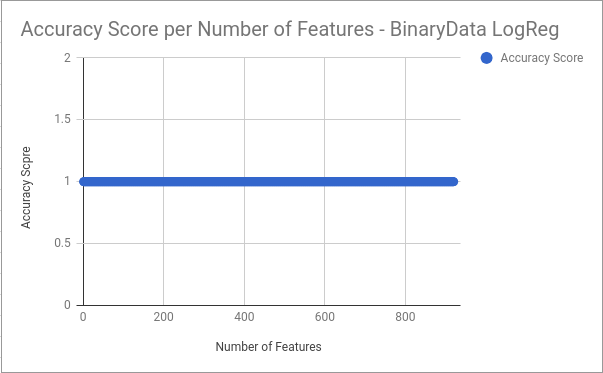 Accuracy Score per Number of Features - BinaryData LogReg
Accuracy Score
2
1.5
1
0.5
0
Accuracy Scpre
0 200 400 600 800
Number of Features